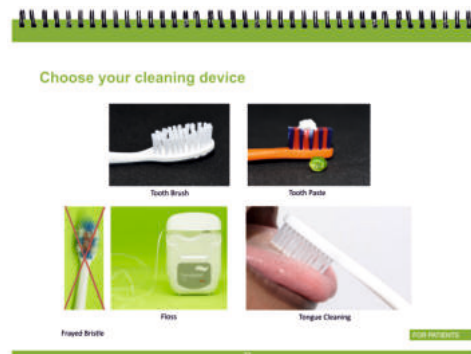 Choose your cleaning device
Tooth Brush
Tooth Paste
Floss
Tongue Cleaning
Frayed Bristle
FOR PATIENTS